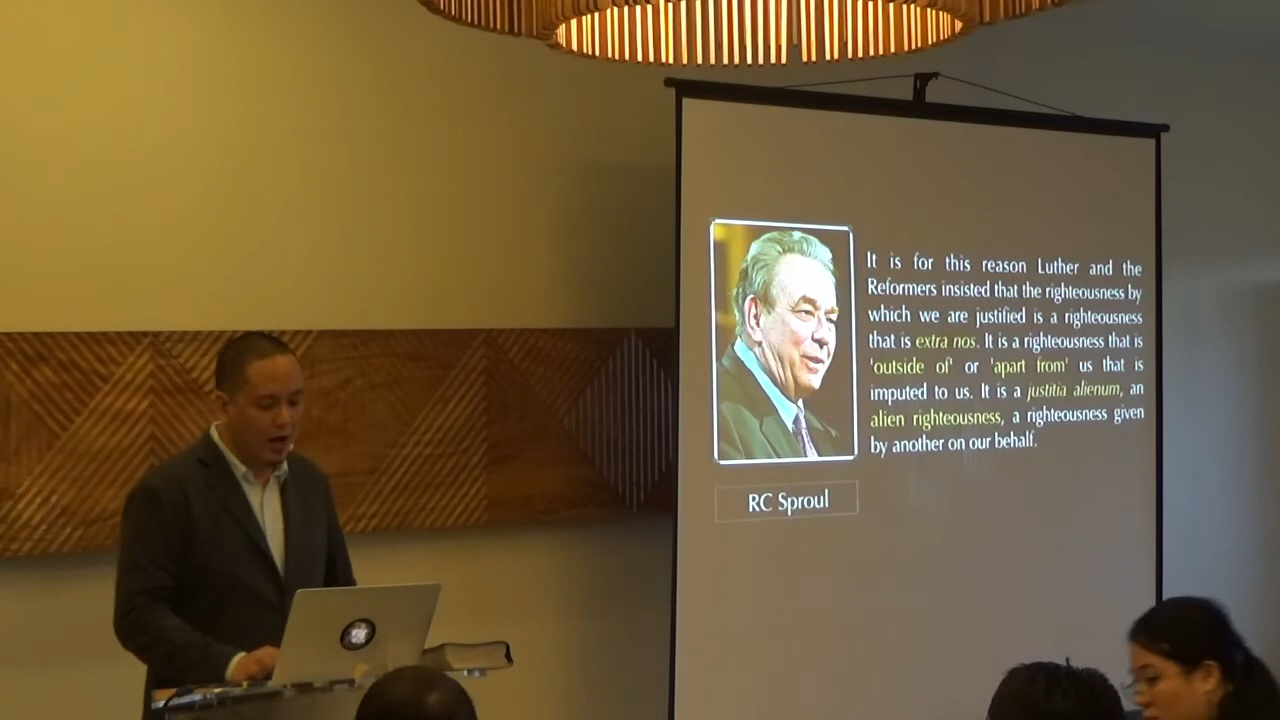 It is for this reason Luther and the
Reformers insisted that the righteousness by
which we are justified is a righteousness
that is extra nos. It is a righteousness that is
'outside of' or 'apart from' us that is
imputed to us. It is a justitia alienum, an
alien righteousness, a righteousness given
by another on our behalf.
RC Sproul